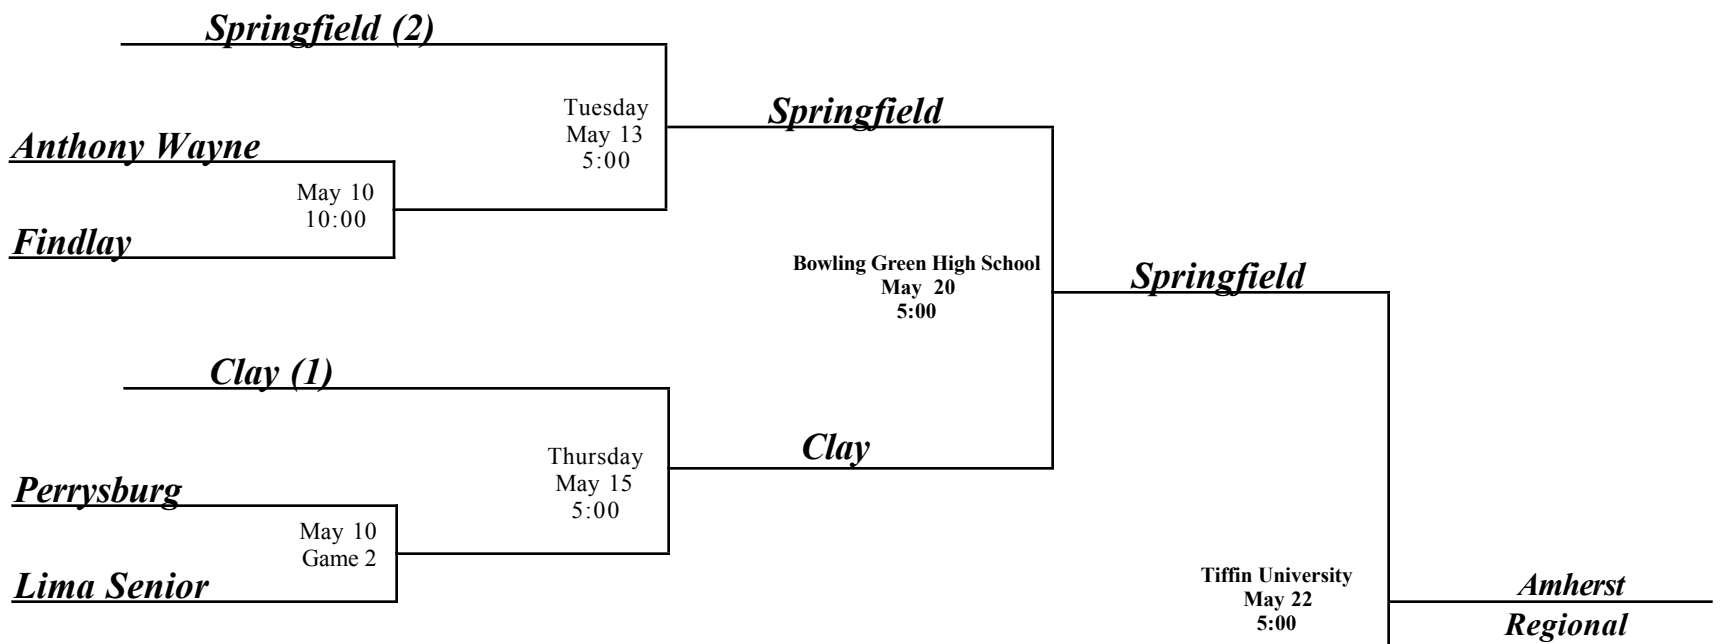 Springfield (2)
Tuesday
May 13
5:00
Springfield
Anthony Wayne
May 10
10:00
Findlay
Bowling Green High School
May 20
5:00
Springfield
Clay (1)
Thursday
May 15
5:00
Clay
Perrysburg
May 10
Game 2
Lima Senior
Tiffin University
May 22
5:00
Amherst
Regional